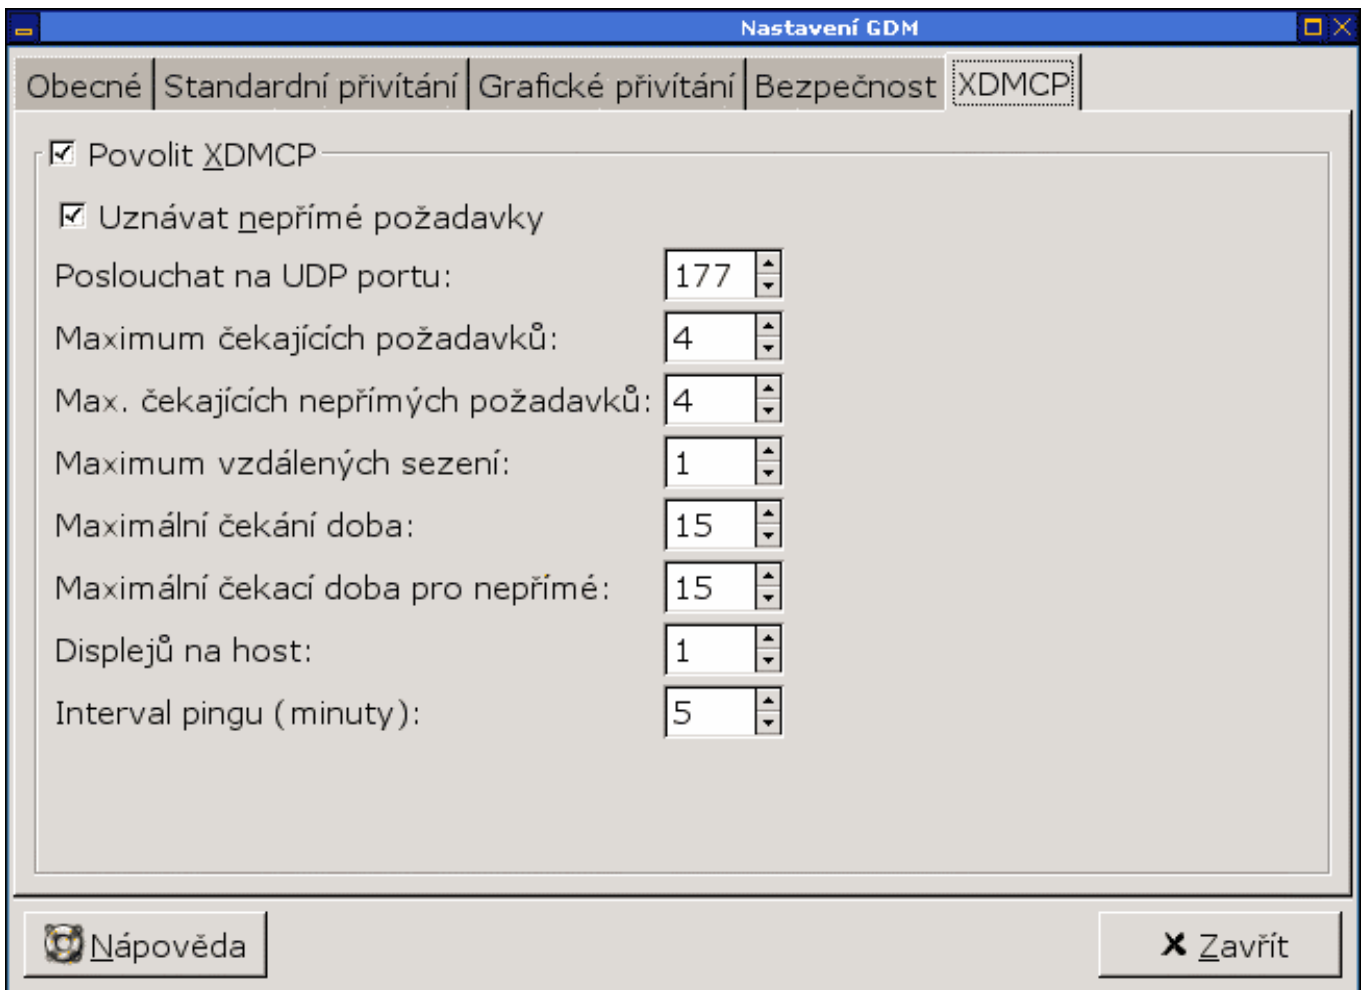 Nastavení GDM
Obecné Standardní přivítání Grafické přivítání Bezpečnost XDMCP
Povolit XDMCP
Uznávat nepřímé požadavky
Poslouchat na UDP portu: 177
Maximum čekajících požadavků: 4
Max. čekajících nepřímých požadavků: 4
Maximum vzdálených sezení: 1
Maximální čekání doba: 15
Maximální čekací doba pro nepřímé: 15
Displejů na host: 1
Interval pingu (minuty): 5
Nápověda Zavřít